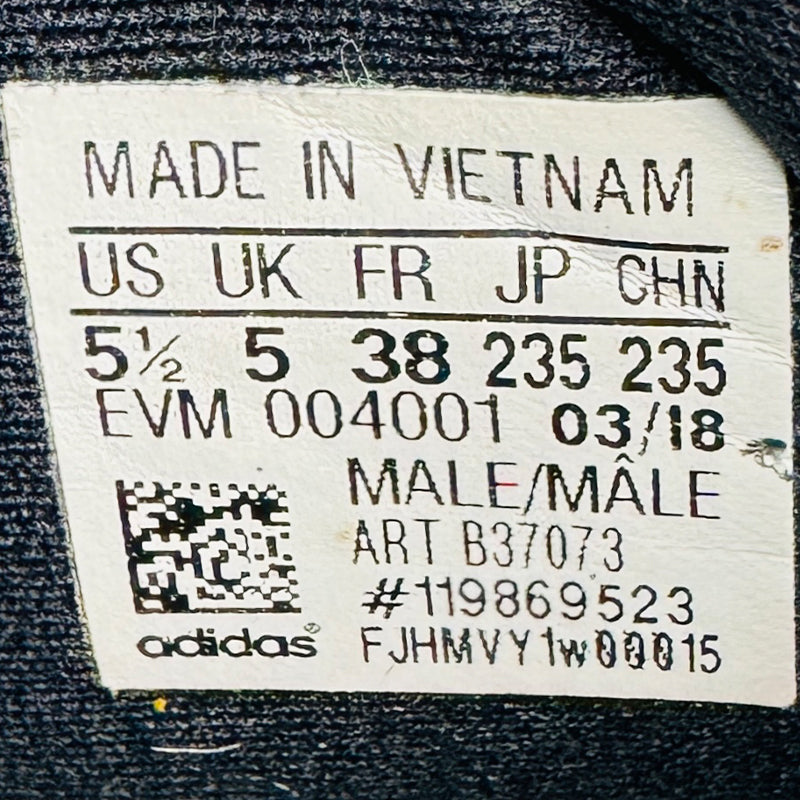 MADE IN VIETNAM
US UK FR JP CHN
5½ 5 38 235 235
EVM 004001 03/18
MALE/MÂLE
ART B37073
#119869523
adidas® FJHMVY1W00015